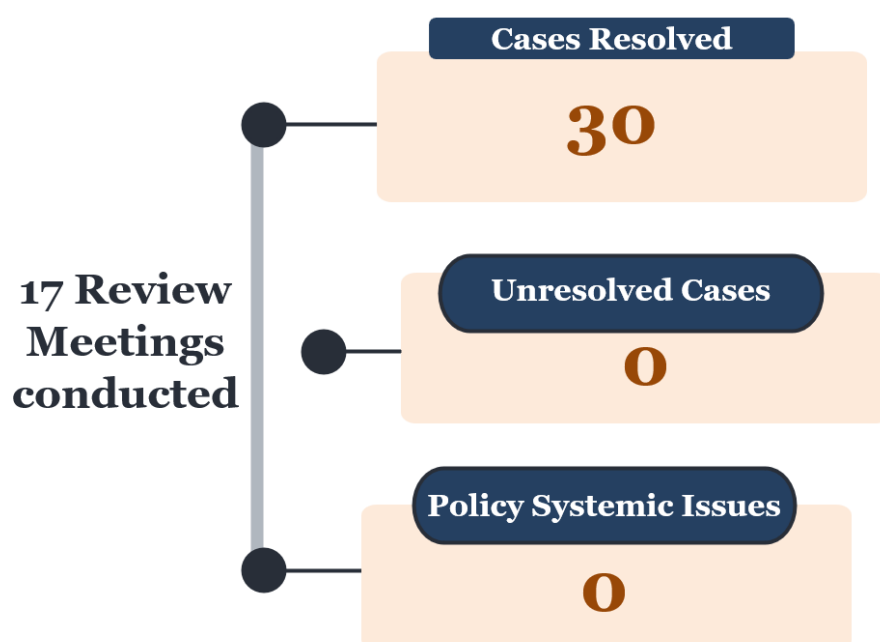 Cases Resolved
30
17 Review
Meetings
conducted
Unresolved Cases
0
Policy Systemic Issues
0